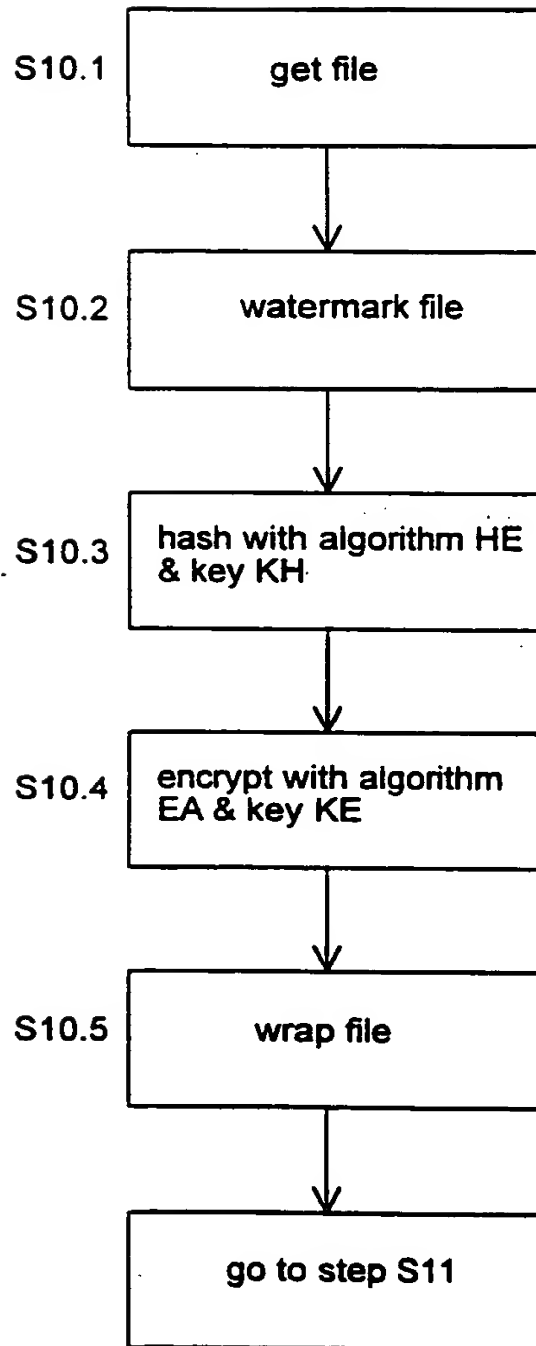 S10.1
get file
S10.2
watermark file
S10.3
hash with algorithm HE
& key KH
S10.4
encrypt with algorithm
EA & key KE
S10.5
wrap file
go to step S11